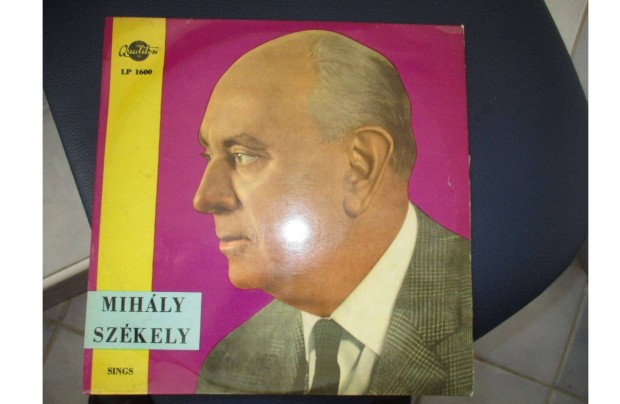 Qualiton
LP 1600
MIHÁLY
SZÉKELY
SINGS